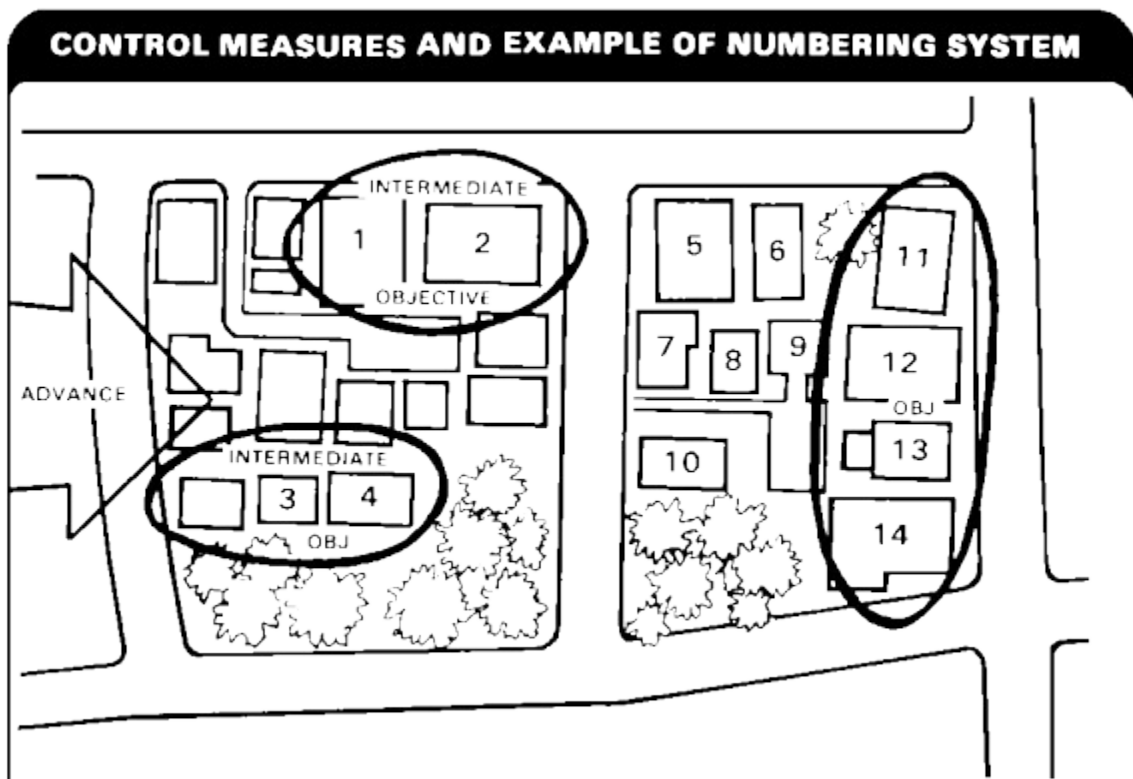 CONTROL MEASURES AND EXAMPLE OF NUMBERING SYSTEM
INTERMEDIATE
1
2
OBJECTIVE
5
6
11
7
8
9
12
ADVANCE
OBJ
13
INTERMEDIATE
10
3
4
14
OBJ